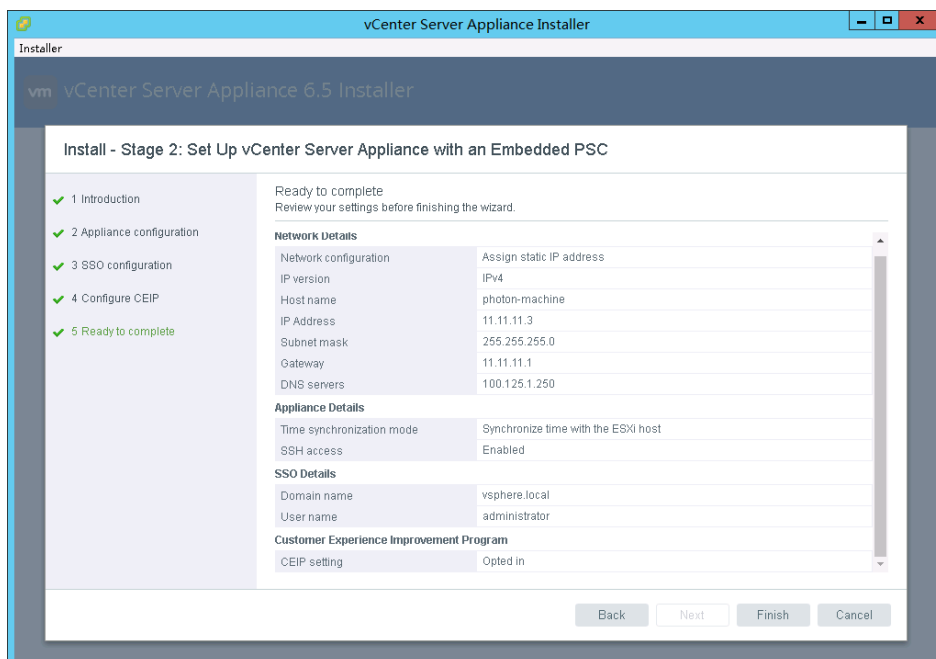 vCenter Server Appliance Installer
Installer
vm vCenter Server Appliance 6.5 Installer
Install - Stage 2: Set Up vCenter Server Appliance with an Embedded PSC
1 Introduction
2 Appliance configuration
3 SSO configuration
4 Configure CEIP
5 Ready to complete
Ready to complete
Review your settings before finishing the wizard.
Network Details
Network configuration Assign static IP address
IP version IPv4
Host name photon-machine
IP Address 11.11.11.3
Subnet mask 255.255.255.0
Gateway 11.11.11.1
DNS servers 100.125.1.250
Appliance Details
Time synchronization mode Synchronize time with the ESXi host
SSH access Enabled
SSO Details
Domain name vsphere.local
User name administrator
Customer Experience Improvement Program
CEIP setting Opted in
Back Next Finish Cancel